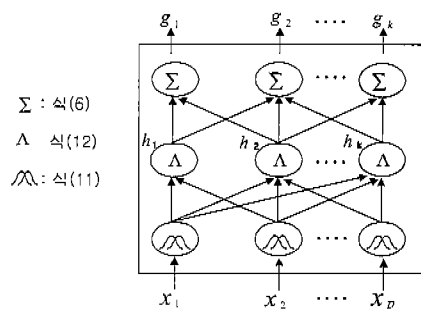 g₁ g₂ ···· gₖ
Σ Σ ···· Σ
Σ : 식(6)
Λ 식(12)
: 식(11)
h₁ Λ h₂ Λ ···· hₖ Λ
····
x₁ x₂ ···· xₚ